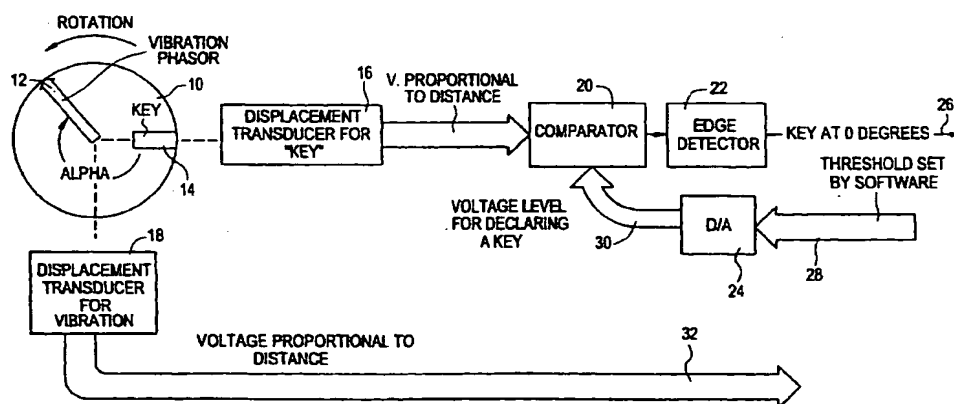 ROTATION
VIBRATION
PHASOR
12
10
KEY
ALPHA
14
16
DISPLACEMENT
TRANSDUCER FOR
"KEY"
V. PROPORTIONAL
TO DISTANCE
20
COMPARATOR
22
EDGE
DETECTOR
KEY AT 0 DEGREES
26
THRESHOLD SET
BY SOFTWARE
VOLTAGE LEVEL
FOR DECLARING
A KEY
30
D/A
24
28
18
DISPLACEMENT
TRANSDUCER
FOR
VIBRATION
VOLTAGE PROPORTIONAL TO
DISTANCE
32